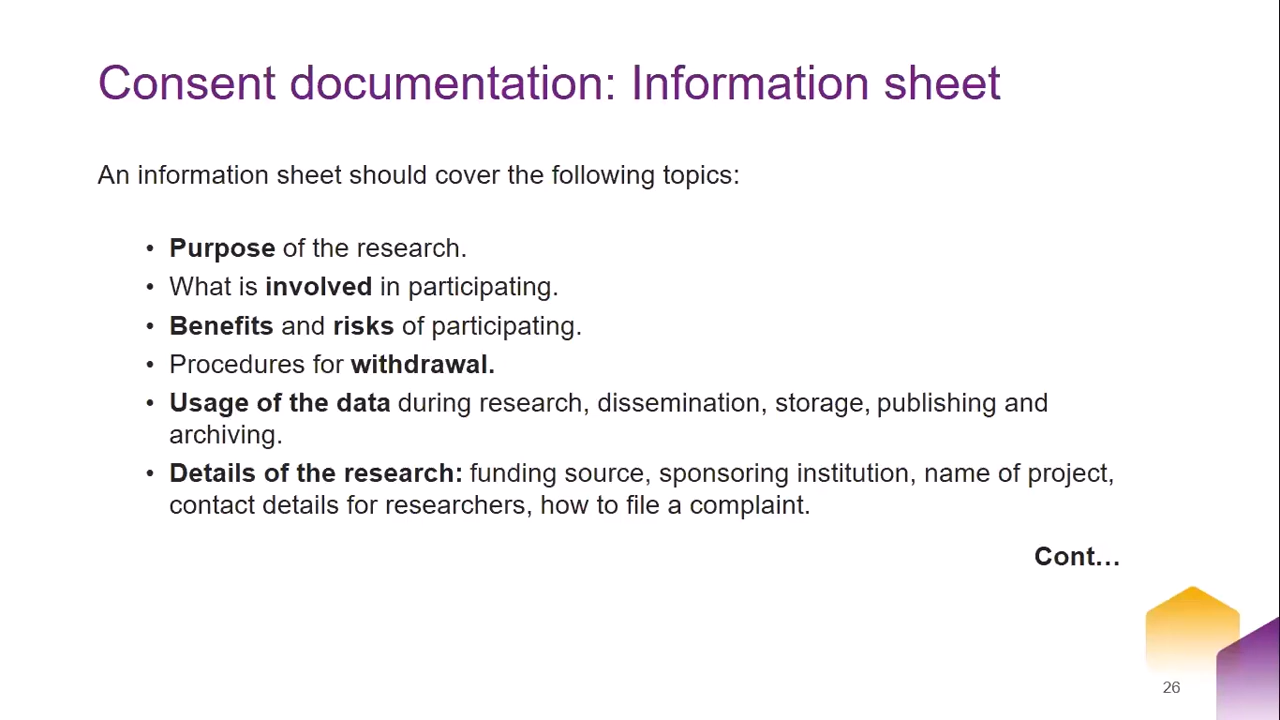 Consent documentation: Information sheet
An information sheet should cover the following topics:
• Purpose of the research.
• What is involved in participating.
• Benefits and risks of participating.
• Procedures for withdrawal.
• Usage of the data during research, dissemination, storage, publishing and
archiving.
• Details of the research: funding source, sponsoring institution, name of project,
contact details for researchers, how to file a complaint.
Cont…
26